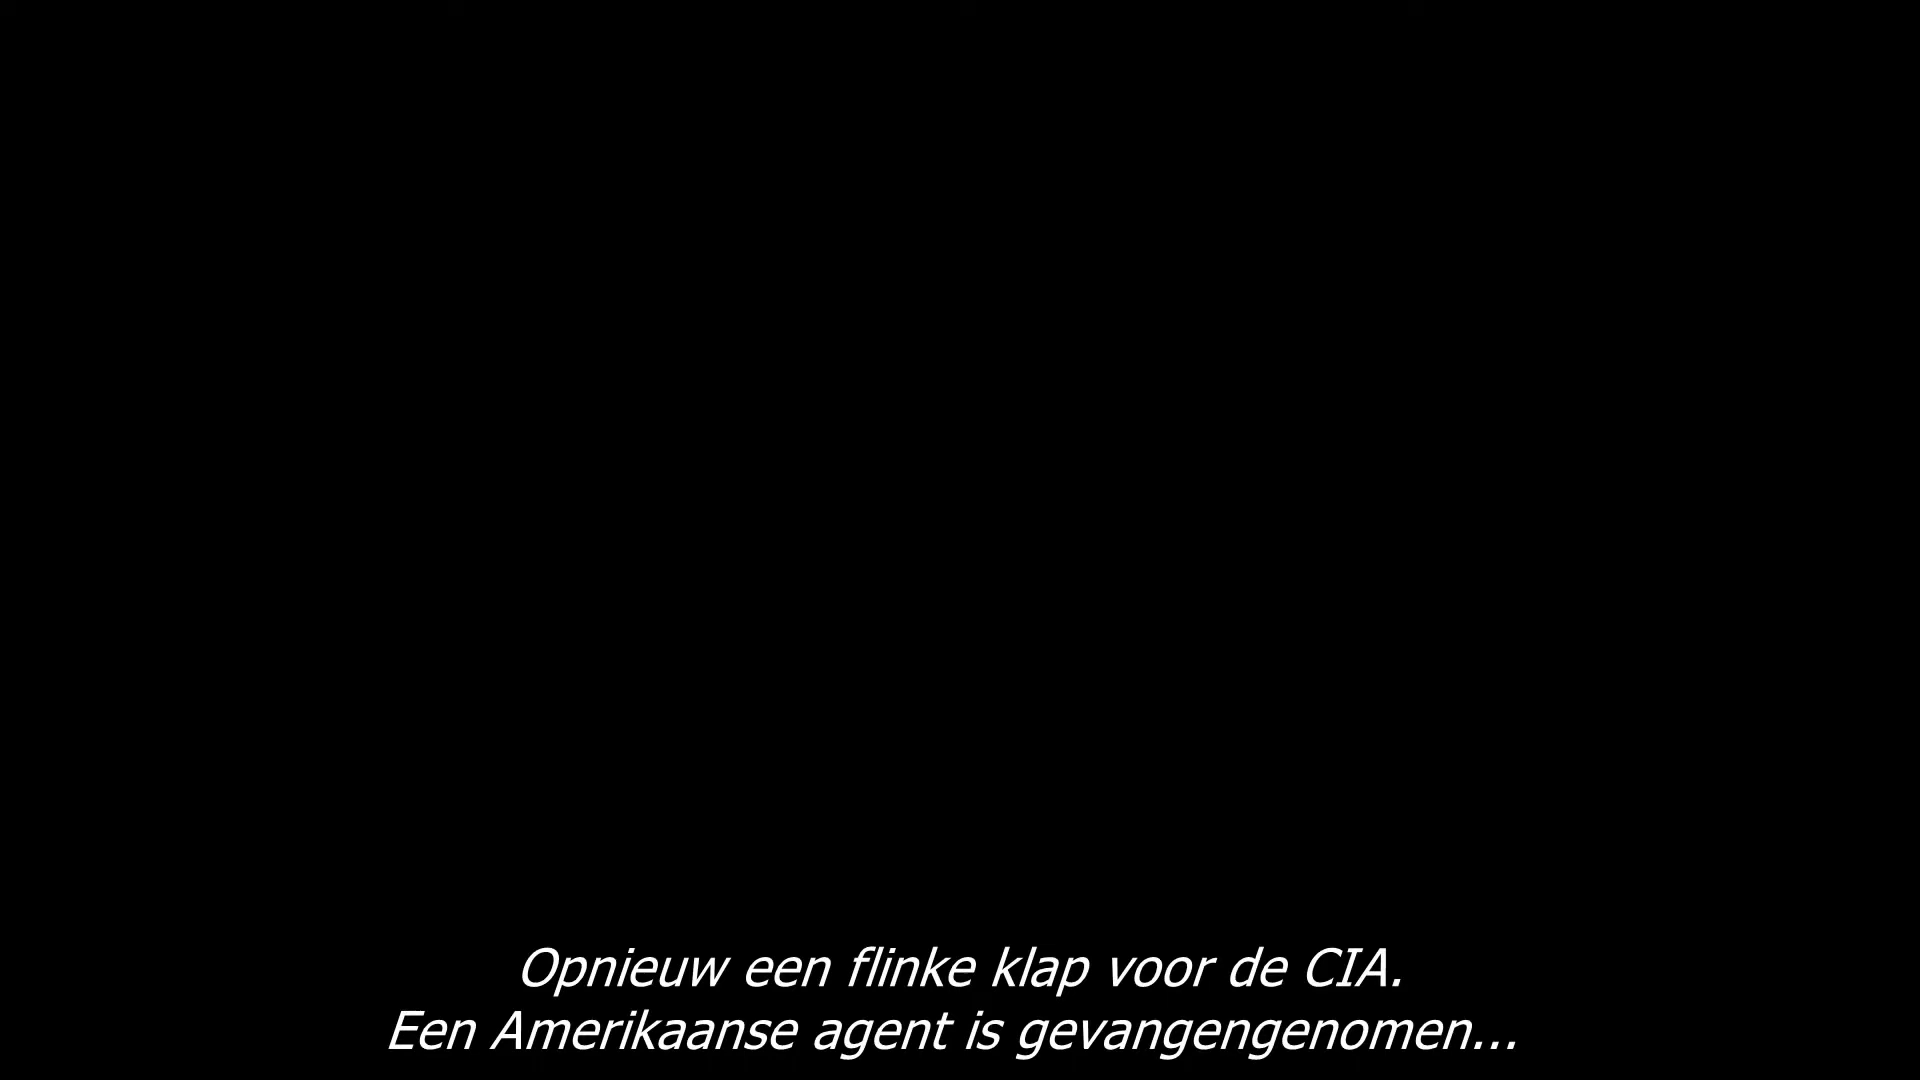 Opnieuw een flinke klap voor de CIA.
Een Amerikaanse agent is gevangengenomen...